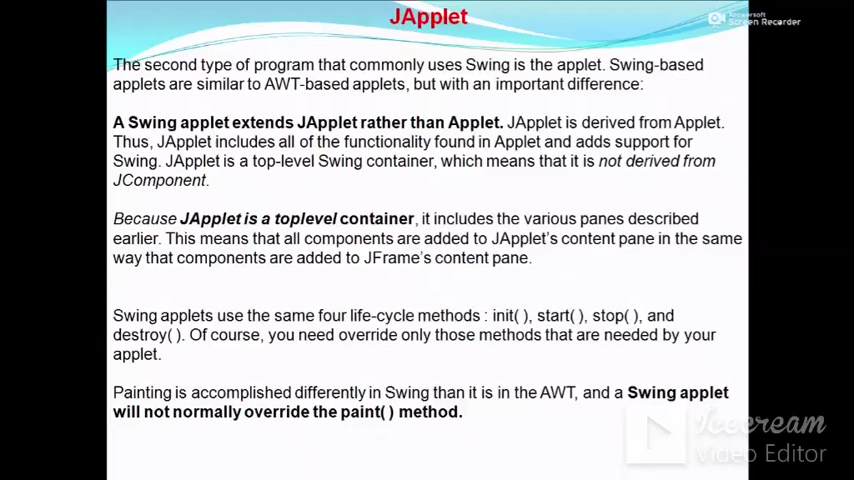 JApplet
Apowersoft
Screen Recorder
The second type of program that commonly uses Swing is the applet. Swing-based
applets are similar to AWT-based applets, but with an important difference:
A Swing applet extends JApplet rather than Applet. JApplet is derived from Applet.
Thus, JApplet includes all of the functionality found in Applet and adds support for
Swing. JApplet is a top-level Swing container, which means that it is not derived from
JComponent.
Because JApplet is a toplevel container, it includes the various panes described
earlier. This means that all components are added to JApplet's content pane in the same
way that components are added to JFrame's content pane.
Swing applets use the same four life-cycle methods : init( ), start( ), stop( ), and
destroy( ). Of course, you need override only those methods that are needed by your
applet.
Painting is accomplished differently in Swing than it is in the AWT, and a Swing applet
will not normally override the paint( ) method.
Icecream
Video Editor